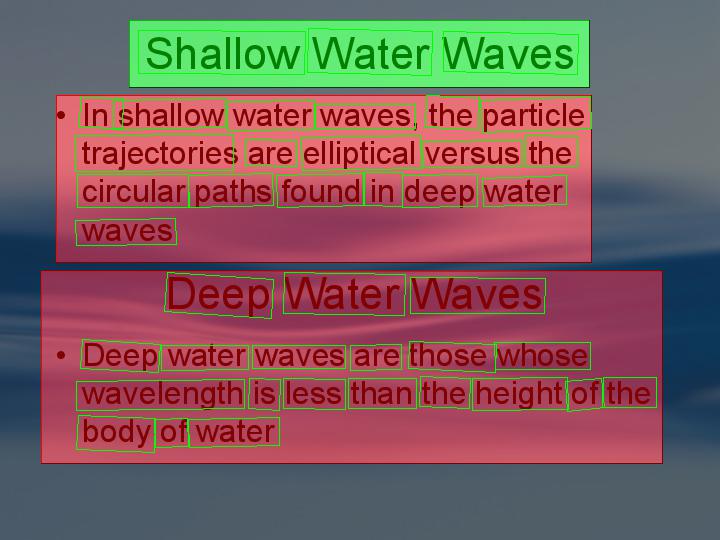 Shallow Water Waves
• In shallow water waves, the particle
trajectories are elliptical versus the
circular paths found in deep water
waves
Deep Water Waves
• Deep water waves are those whose
wavelength is less than the height of the
body of water